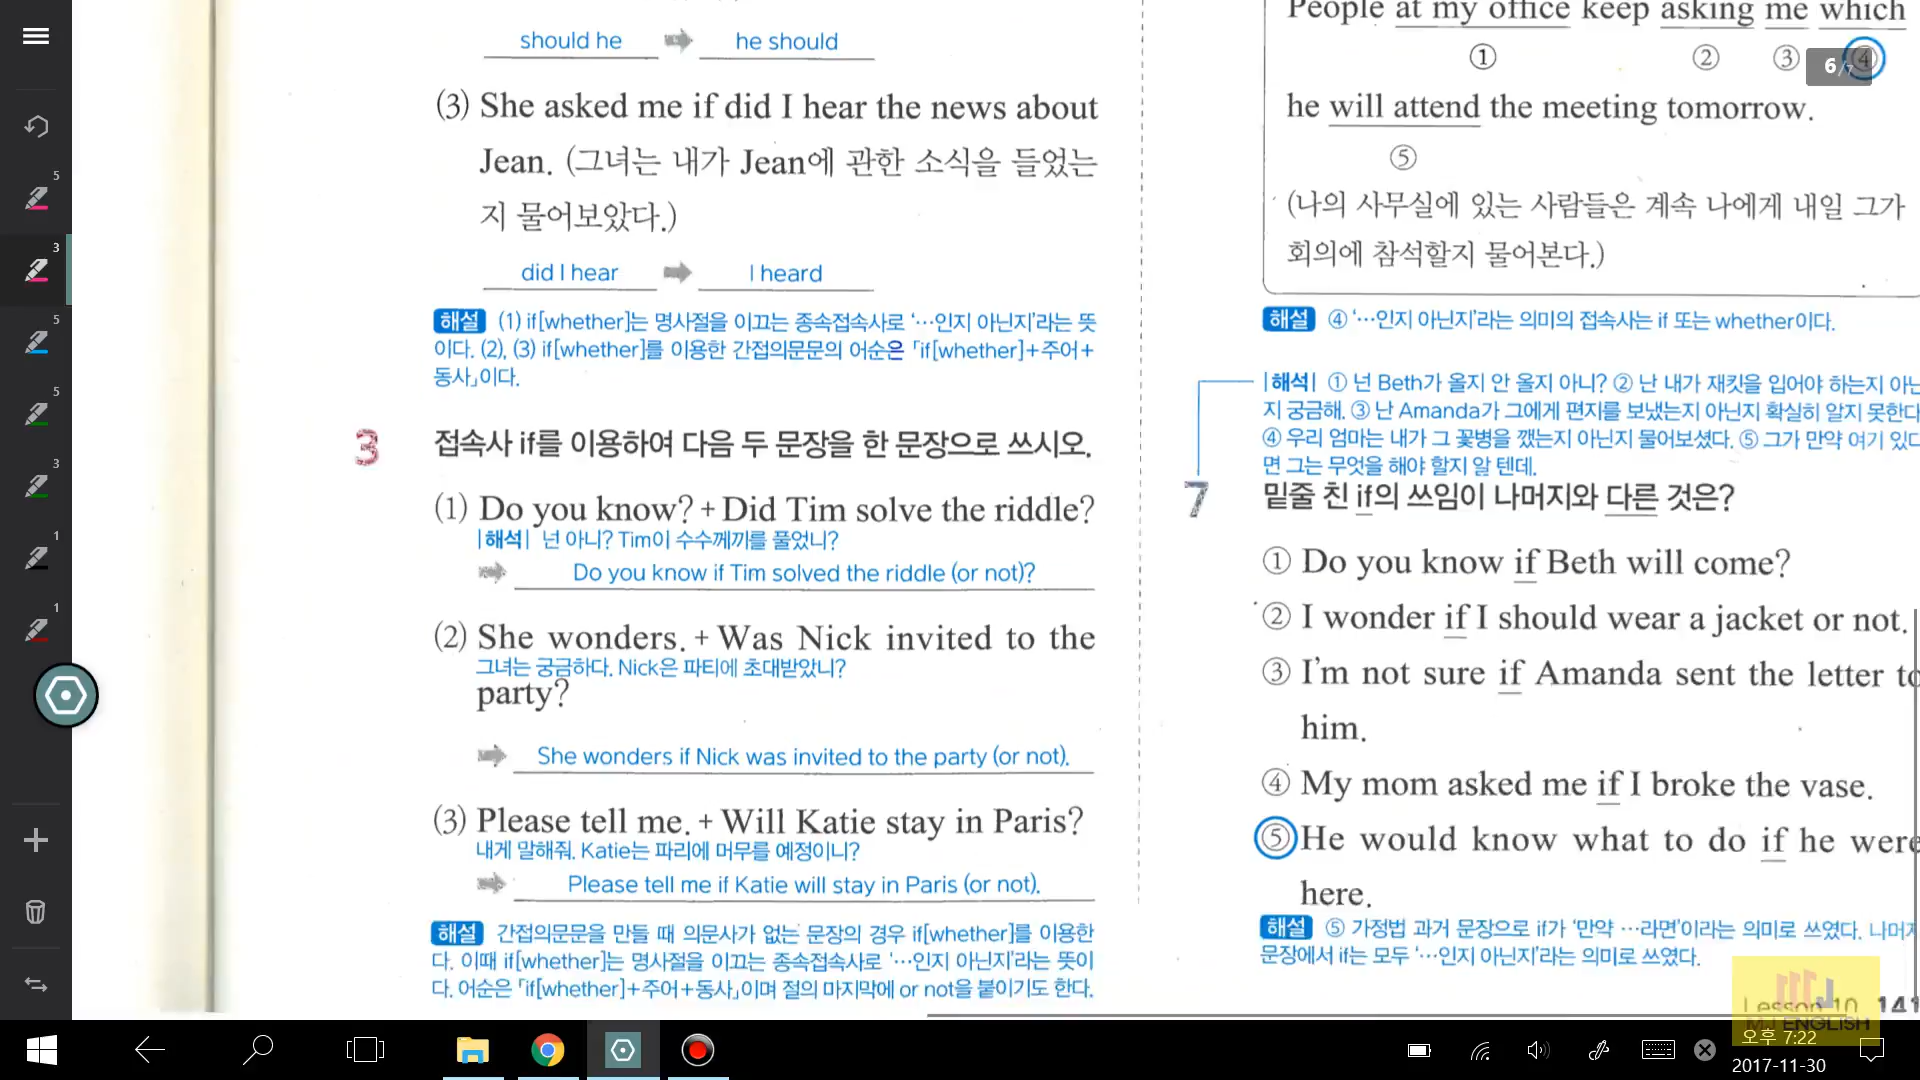 should he ➡ he should
(3) She asked me if did I hear the news about
Jean. (그녀는 내가 Jean에 관한 소식을 들었는
지 물어보았다.)
did I hear ➡ I heard
해설 (1) if[whether]는 명사절을 이끄는 종속접속사로 ‘…인지 아닌지’라는 뜻
이다. (2), (3) if[whether]를 이용한 간접의문문의 어순은 「if[whether]+주어+
동사」이다.
3 접속사 if를 이용하여 다음 두 문장을 한 문장으로 쓰시오.
(1) Do you know? + Did Tim solve the riddle?
|해석| 넌 아니? Tim이 수수께끼를 풀었니?
➡ Do you know if Tim solved the riddle (or not)?
(2) She wonders. + Was Nick invited to the
그녀는 궁금하다. Nick은 파티에 초대받았니?
party?
➡ She wonders if Nick was invited to the party (or not).
(3) Please tell me. + Will Katie stay in Paris?
내게 말해줘. Katie는 파리에 머무를 예정이니?
➡ Please tell me if Katie will stay in Paris (or not).
해설 간접의문문을 만들 때 의문사가 없는 문장의 경우 if[whether]를 이용한
다. 이때 if[whether]는 명사절을 이끄는 종속접속사로 ‘…인지 아닌지’라는 뜻이
다. 어순은 「if[whether]+주어+동사」이며 절의 마지막에 or not을 붙이기도 한다.
People at my office keep asking me which
① ② ③ ④
6/7
he will attend the meeting tomorrow.
⑤
(나의 사무실에 있는 사람들은 계속 나에게 내일 그가
회의에 참석할지 물어본다.)
해설 ④ ‘…인지 아닌지’라는 의미의 접속사는 if 또는 whether이다.
|해석| ① 넌 Beth가 올지 안 올지 아니? ② 난 내가 재킷을 입어야 하는지 아닌
지 궁금해. ③ 난 Amanda가 그에게 편지를 보냈는지 아닌지 확실히 알지 못한다
④ 우리 엄마는 내가 그 꽃병을 깼는지 아닌지 물어보셨다. ⑤ 그가 만약 여기 있다
면 그는 무엇을 해야 할지 알 텐데.
7 밑줄 친 if의 쓰임이 나머지와 다른 것은?
① Do you know if Beth will come?
② I wonder if I should wear a jacket or not.
③ I'm not sure if Amanda sent the letter to
him.
④ My mom asked me if I broke the vase.
⑤ He would know what to do if he were
here.
해설 ⑤ 가정법 과거 문장으로 if가 ‘만약 …라면’이라는 의미로 쓰였다. 나머지
문장에서 if는 모두 ‘…인지 아닌지’라는 의미로 쓰였다.
Lesson 10 141
MJ ENGLISH
5
3
5
5
3
1
1
오후 7:22
2017-11-30